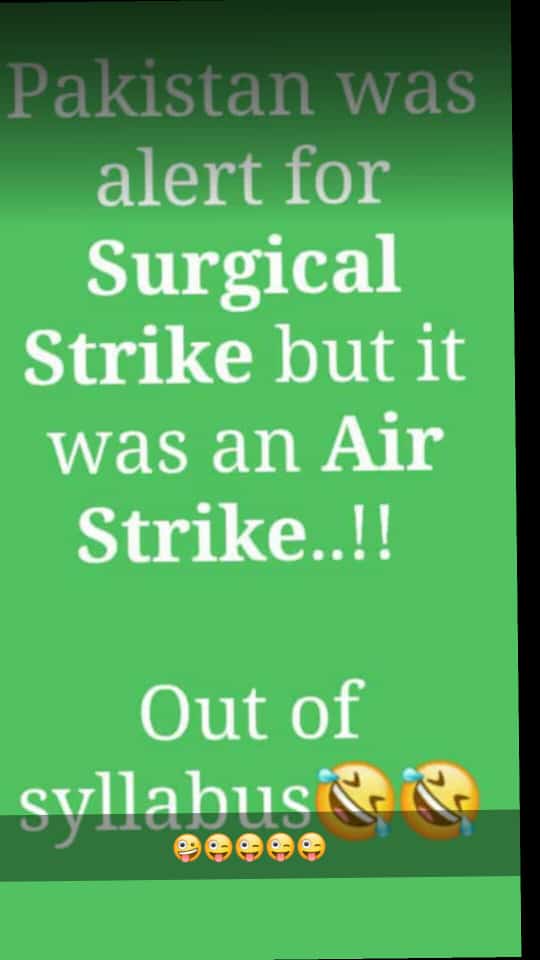 Pakistan was
alert for
Surgical
Strike but it
was an Air
Strike..!!
Out of
syllabus🤣🤣
🤪😜😜😜😜